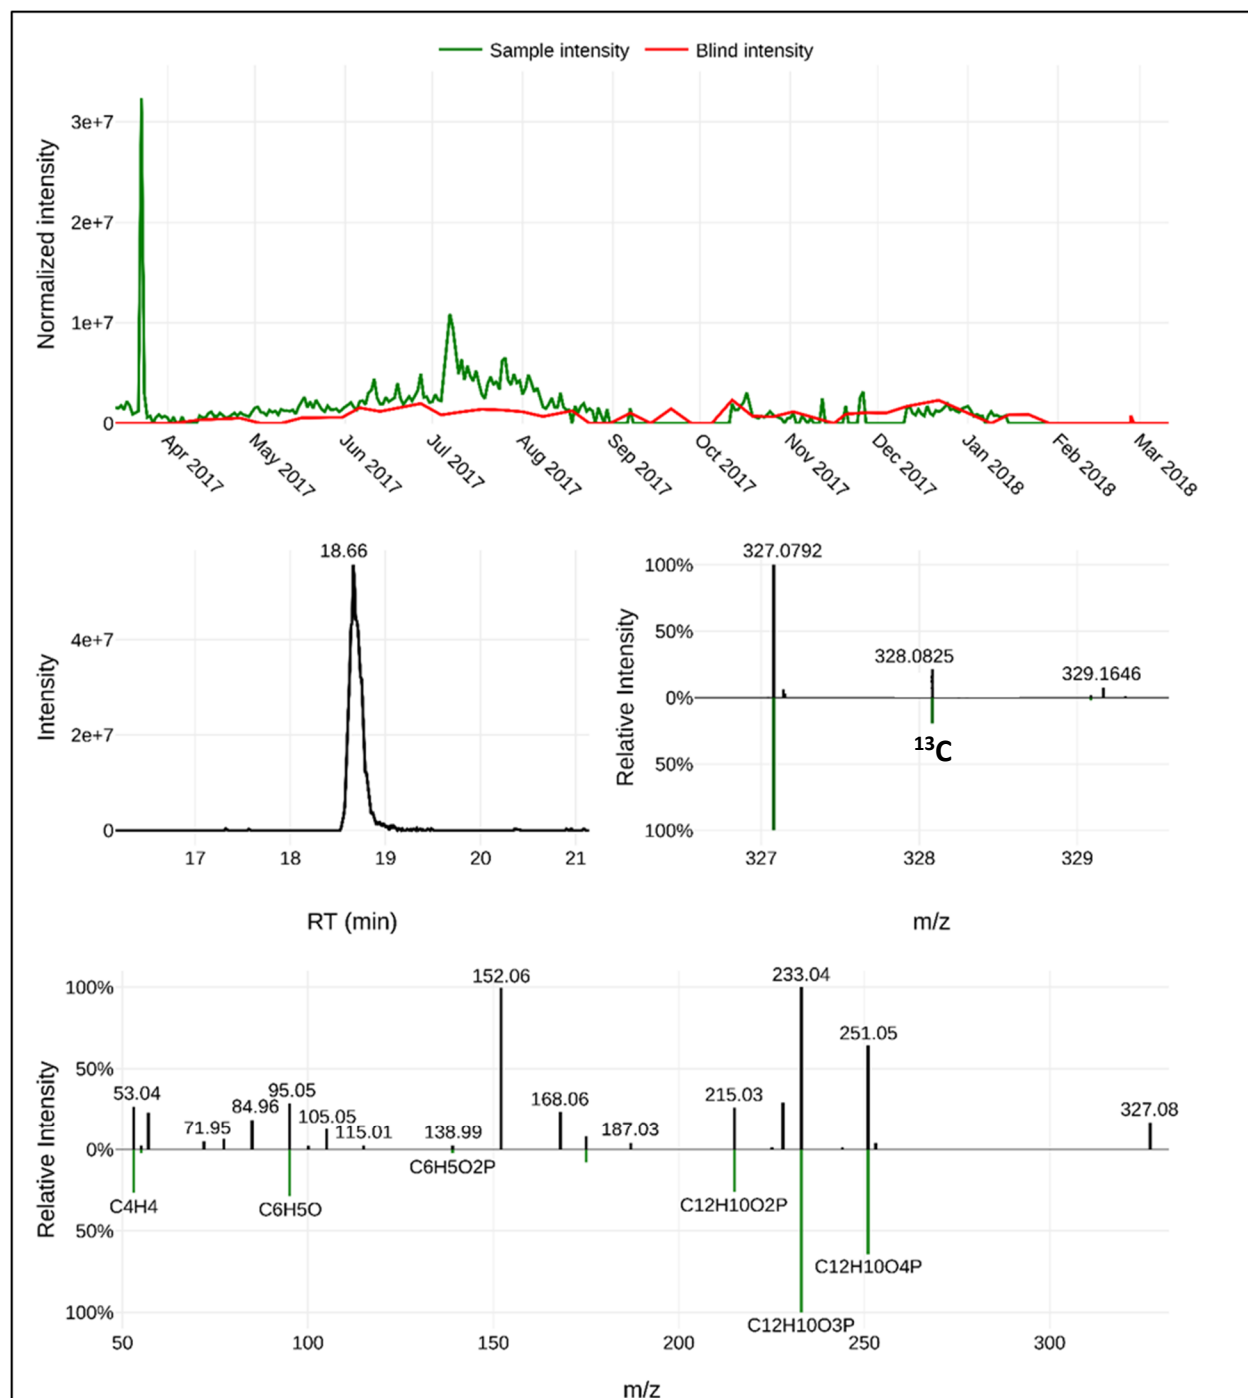 Sample intensity Blind intensity
Normalized intensity
3e+7
2e+7
1e+7
0
Apr 2017 May 2017 Jun 2017 Jul 2017 Aug 2017 Sep 2017 Oct 2017 Nov 2017 Dec 2017 Jan 2018 Feb 2018 Mar 2018
18.66
Intensity
4e+7
2e+7
0
17 18 19 20 21
RT (min)
327.0792
Relative Intensity
100%
50%
328.0825
329.1646
0%
13C
50%
100%
327 328 329
m/z
Relative Intensity Relative Intensity
152.06 233.04
100%
251.05
50%
53.04 95.05
84.96 105.05 215.03 327.08
71.95 115.01 138.99 168.06 187.03
0%
C6H5O2P
C4H4 C6H5O C12H10O2P
50%
C12H10O4P
100%
C12H10O3P
50 100 150 200 250 300
m/z